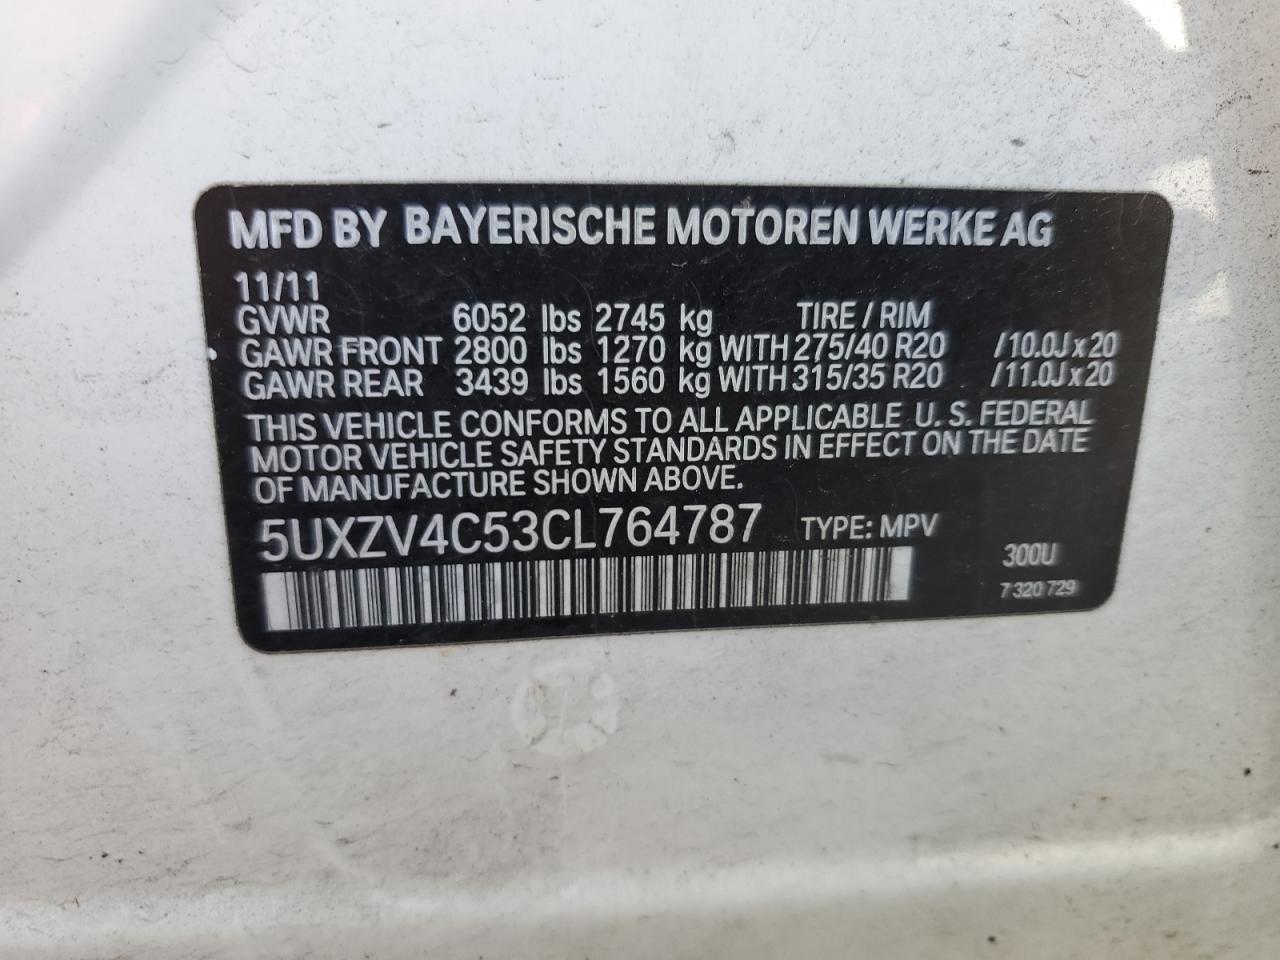 MFD BY BAYERISCHE MOTOREN WERKE AG
11/11
GVWR 6052 lbs 2745 kg TIRE / RIM
GAWR FRONT 2800 lbs 1270 kg WITH 275/40 R20 /10.0J x 20
GAWR REAR 3439 lbs 1560 kg WITH 315/35 R20 /11.0J x 20
THIS VEHICLE CONFORMS TO ALL APPLICABLE U. S. FEDERAL
MOTOR VEHICLE SAFETY STANDARDS IN EFFECT ON THE DATE
OF MANUFACTURE SHOWN ABOVE.
5UXZV4C53CL764787 TYPE: MPV
300U
7 320 729